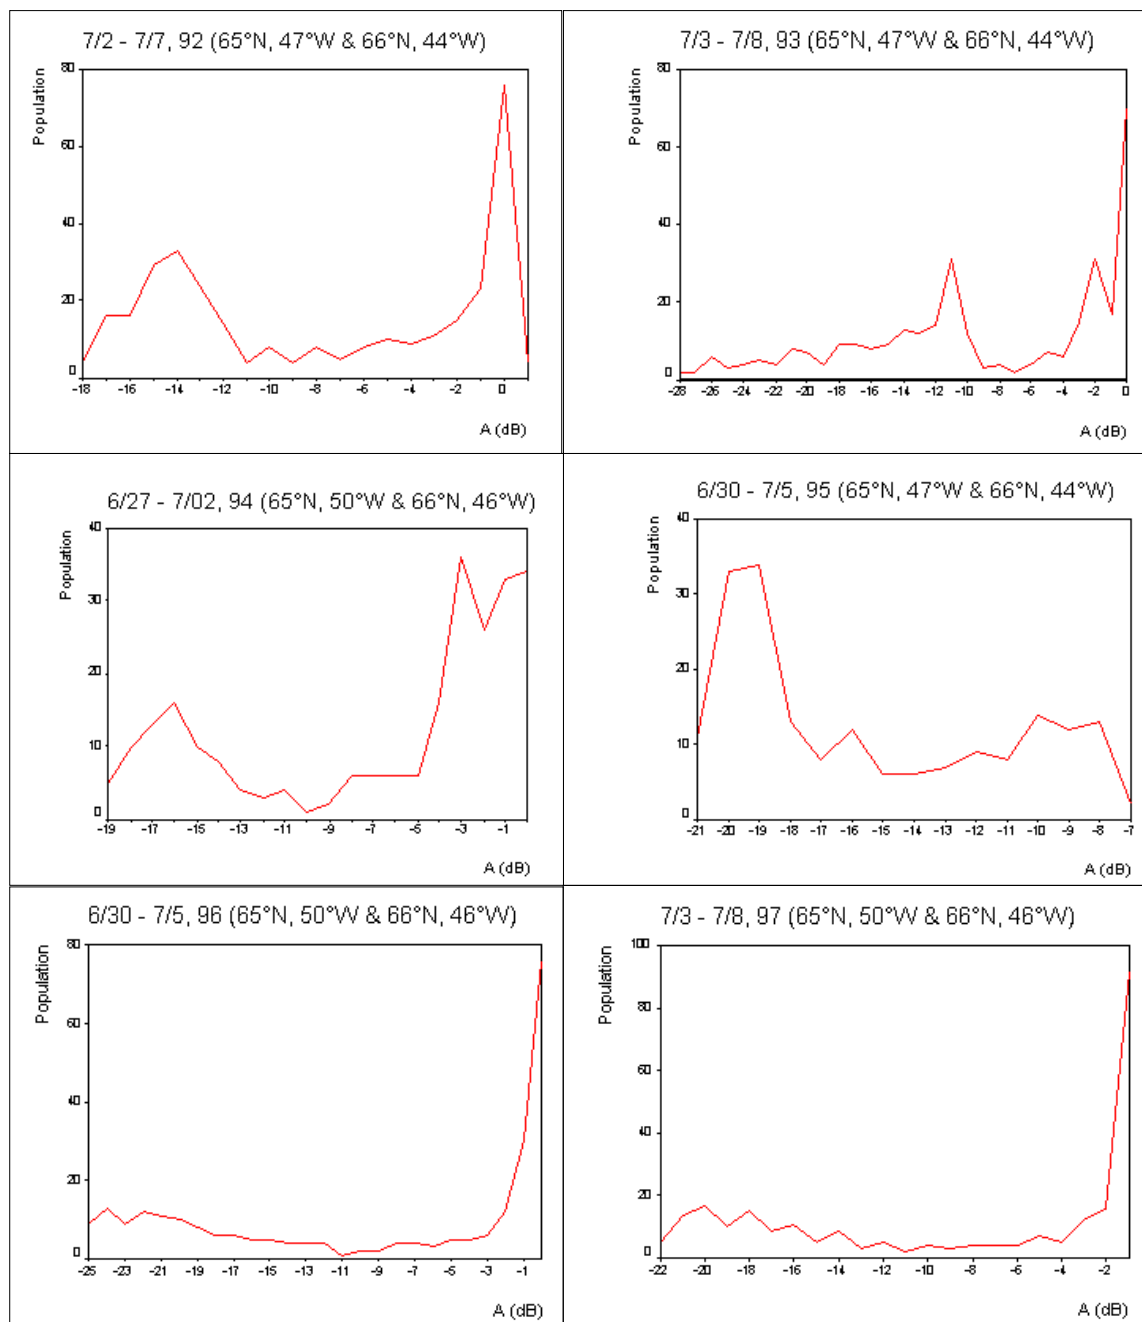 7/2 - 7/7, 92 (65°N, 47°W & 66°N, 44°W)
Population
80
60
40
20
0
-18 -16 -14 -12 -10 -8 -6 -4 -2 0
A (dB)
7/3 - 7/8, 93 (65°N, 47°W & 66°N, 44°W)
Population
80
60
40
20
0
-28 -26 -24 -22 -20 -18 -16 -14 -12 -10 -8 -6 -4 -2 0
A (dB)
6/27 - 7/02, 94 (65°N, 50°W & 66°N, 46°W)
Population
40
30
20
10
0
-19 -17 -15 -13 -11 -9 -7 -5 -3 -1
A (dB)
6/30 - 7/5, 95 (65°N, 47°W & 66°N, 44°W)
Population
40
30
20
10
0
-21 -20 -19 -18 -17 -16 -15 -14 -13 -12 -11 -10 -9 -8 -7
A (dB)
6/30 - 7/5, 96 (65°N, 50°W & 66°N, 46°W)
Population
80
60
40
20
0
-25 -23 -21 -19 -17 -15 -13 -11 -9 -7 -5 -3 -1
A (dB)
7/3 - 7/8, 97 (65°N, 50°W & 66°N, 46°W)
Population
100
80
60
40
20
0
-22 -20 -18 -16 -14 -12 -10 -8 -6 -4 -2
A (dB)